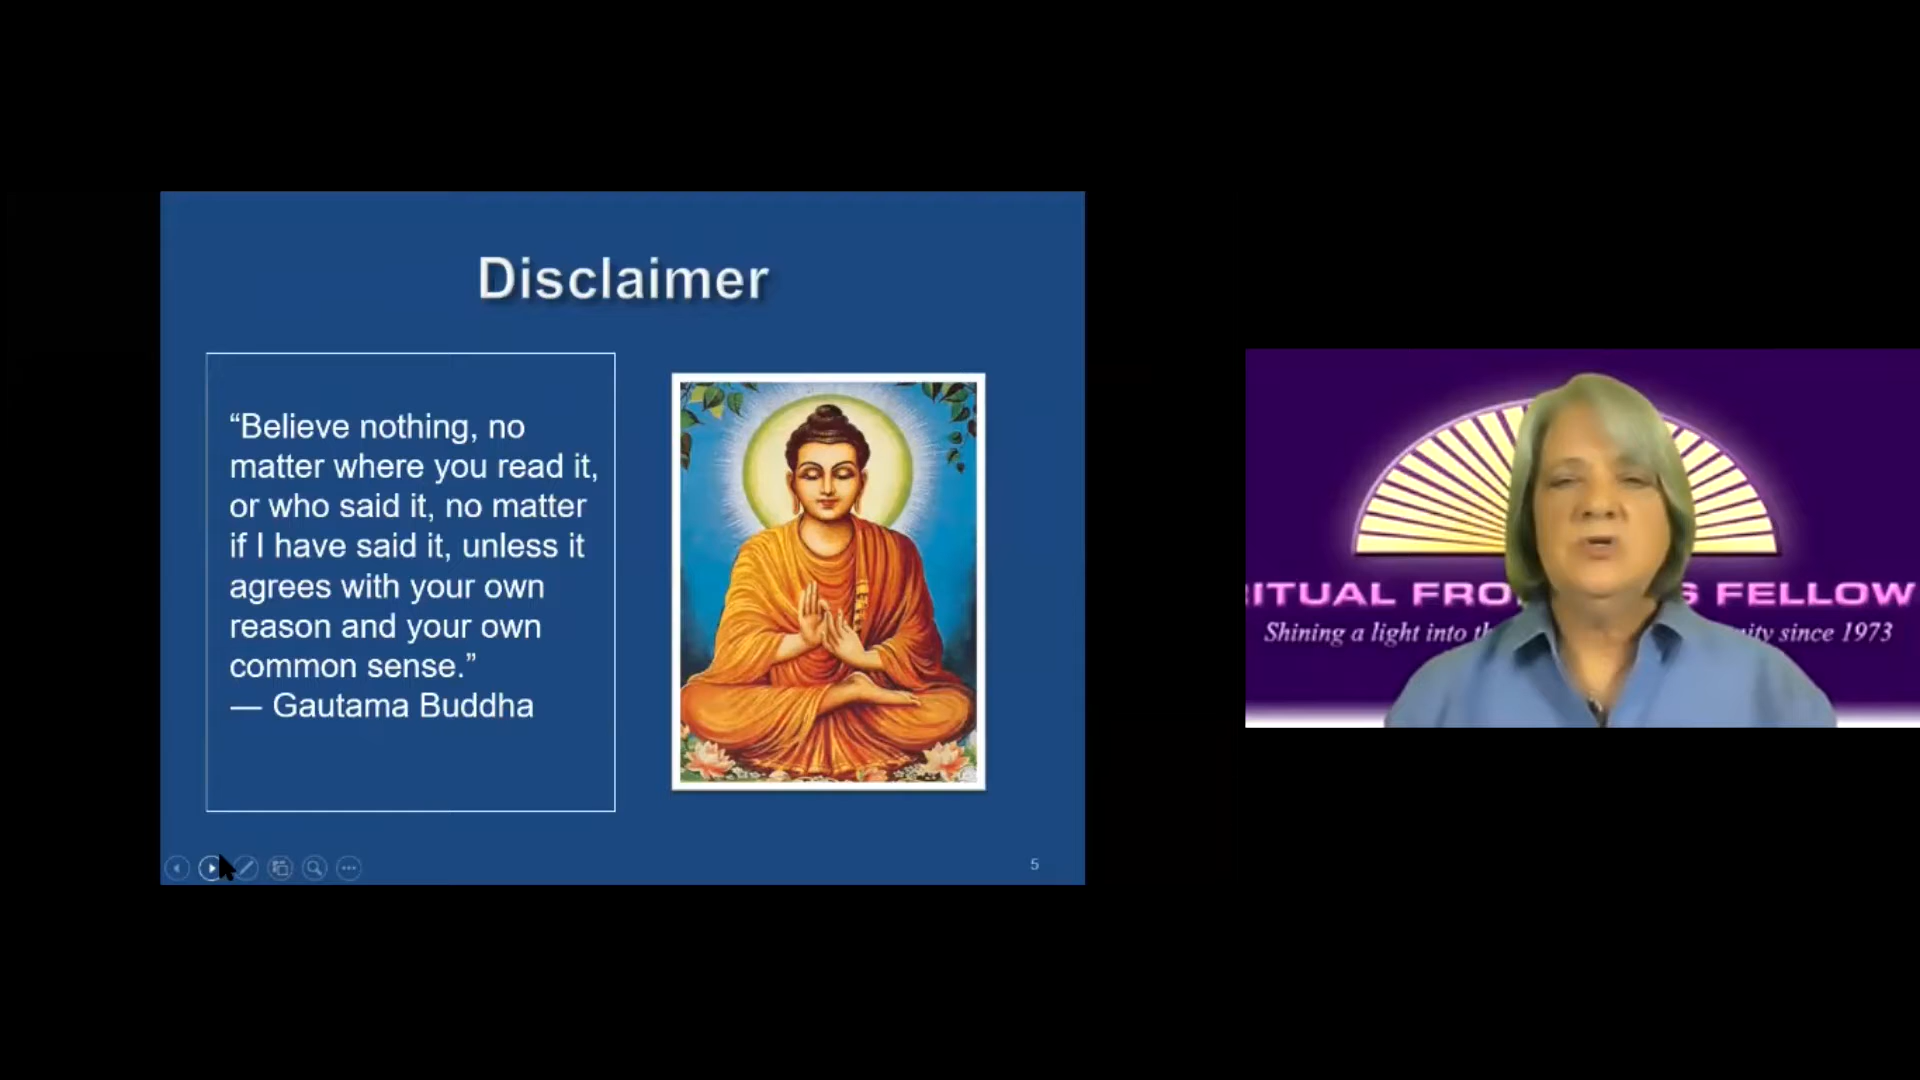 Disclaimer
“Believe nothing, no
matter where you read it,
or who said it, no matter
if I have said it, unless it
agrees with your own
reason and your own
common sense.”
— Gautama Buddha
5
FELLOW
Shining a light into
since 1973